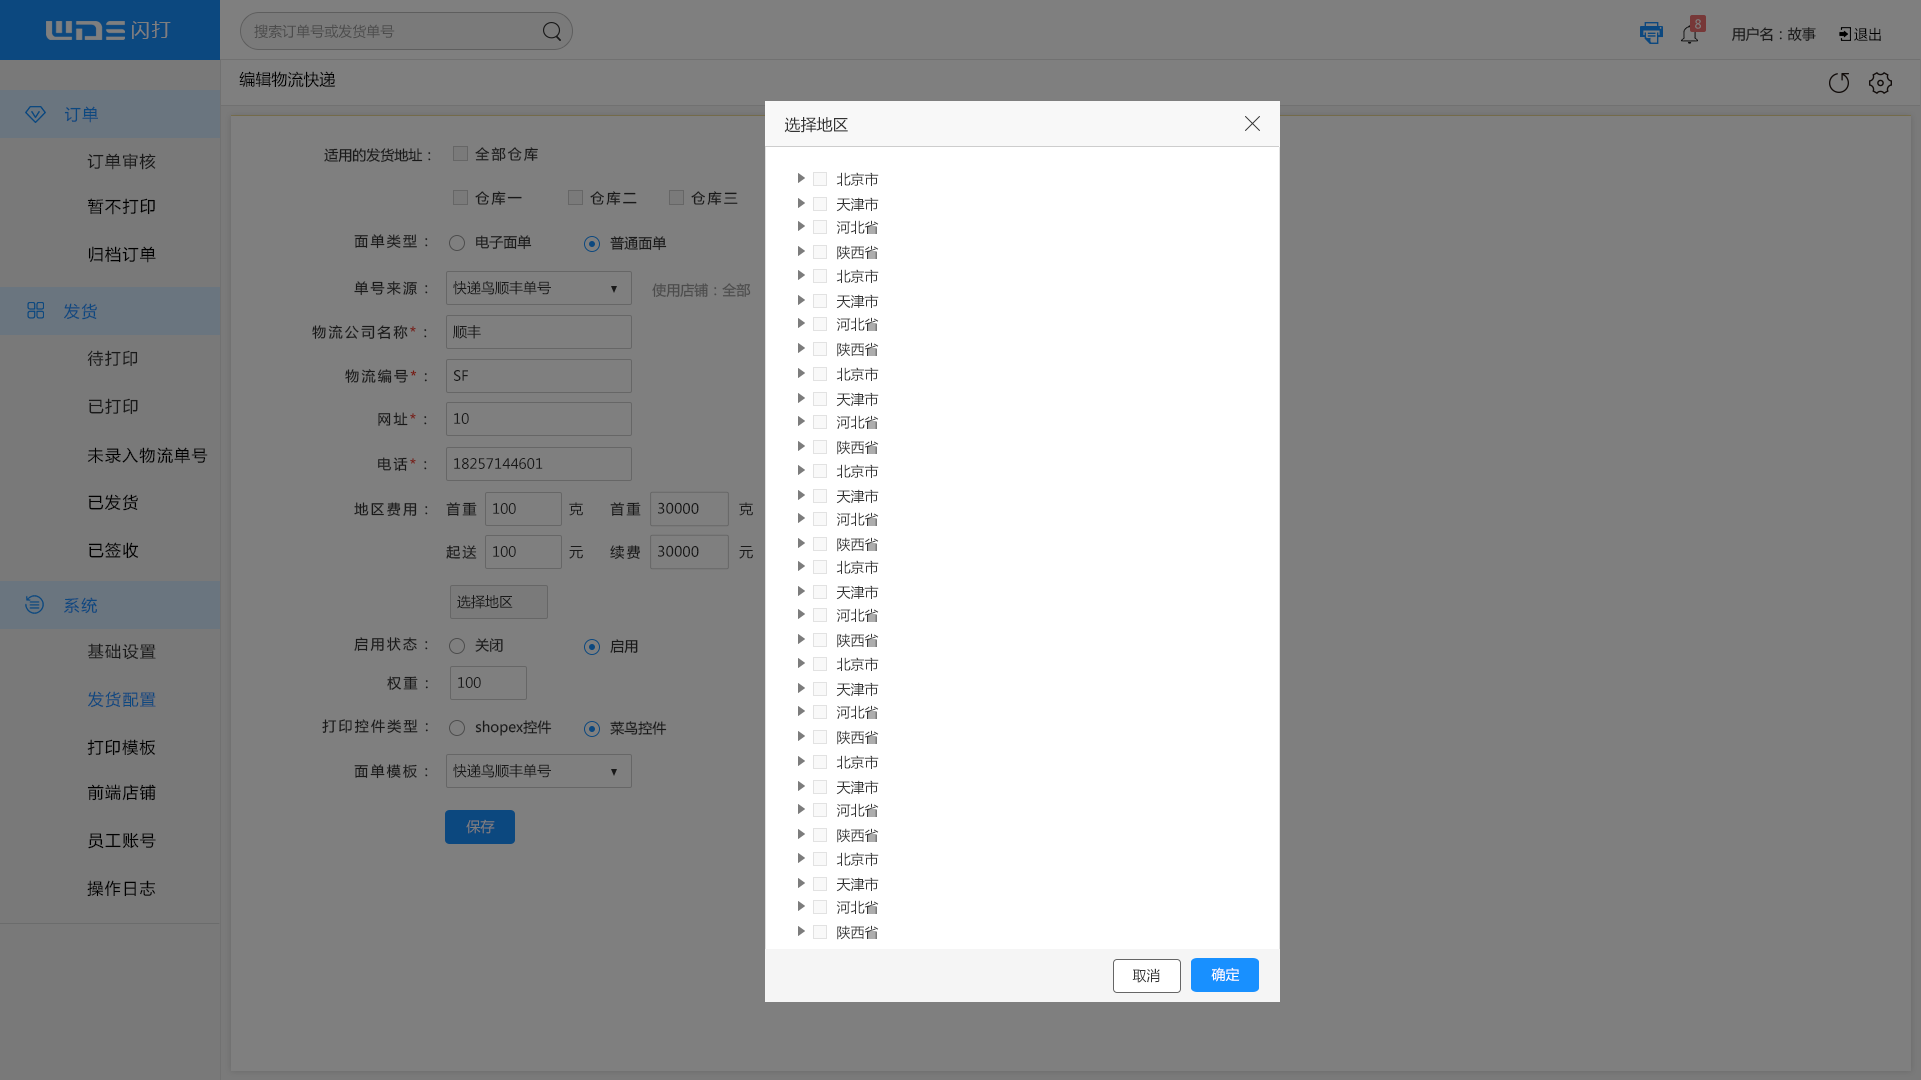 WDS 闪打
搜索订单号或发货单号
8
用户名：故事
退出
编辑物流快递
订单
订单审核
暂不打印
归档订单
发货
待打印
已打印
未录入物流单号
已发货
已签收
系统
基础设置
发货配置
打印模板
前端店铺
员工账号
操作日志
适用的发货地址： 全部仓库
仓库一 仓库二 仓库三
面单类型： 电子面单 普通面单
单号来源： 快递鸟顺丰单号 ▼ 使用店铺：全部
物流公司名称*： 顺丰
物流编号*： SF
网址*： 10
电话*： 18257144601
地区费用： 首重 100 克 首重 30000 克
起送 100 元 续费 30000 元
选择地区
启用状态： 关闭 启用
权重： 100
打印控件类型： shopex控件 菜鸟控件
面单模板： 快递鸟顺丰单号 ▼
保存
选择地区
北京市
天津市
河北省
陕西省
北京市
天津市
河北省
陕西省
北京市
天津市
河北省
陕西省
北京市
天津市
河北省
陕西省
北京市
天津市
河北省
陕西省
北京市
天津市
河北省
陕西省
北京市
天津市
河北省
陕西省
北京市
天津市
河北省
陕西省
取消 确定